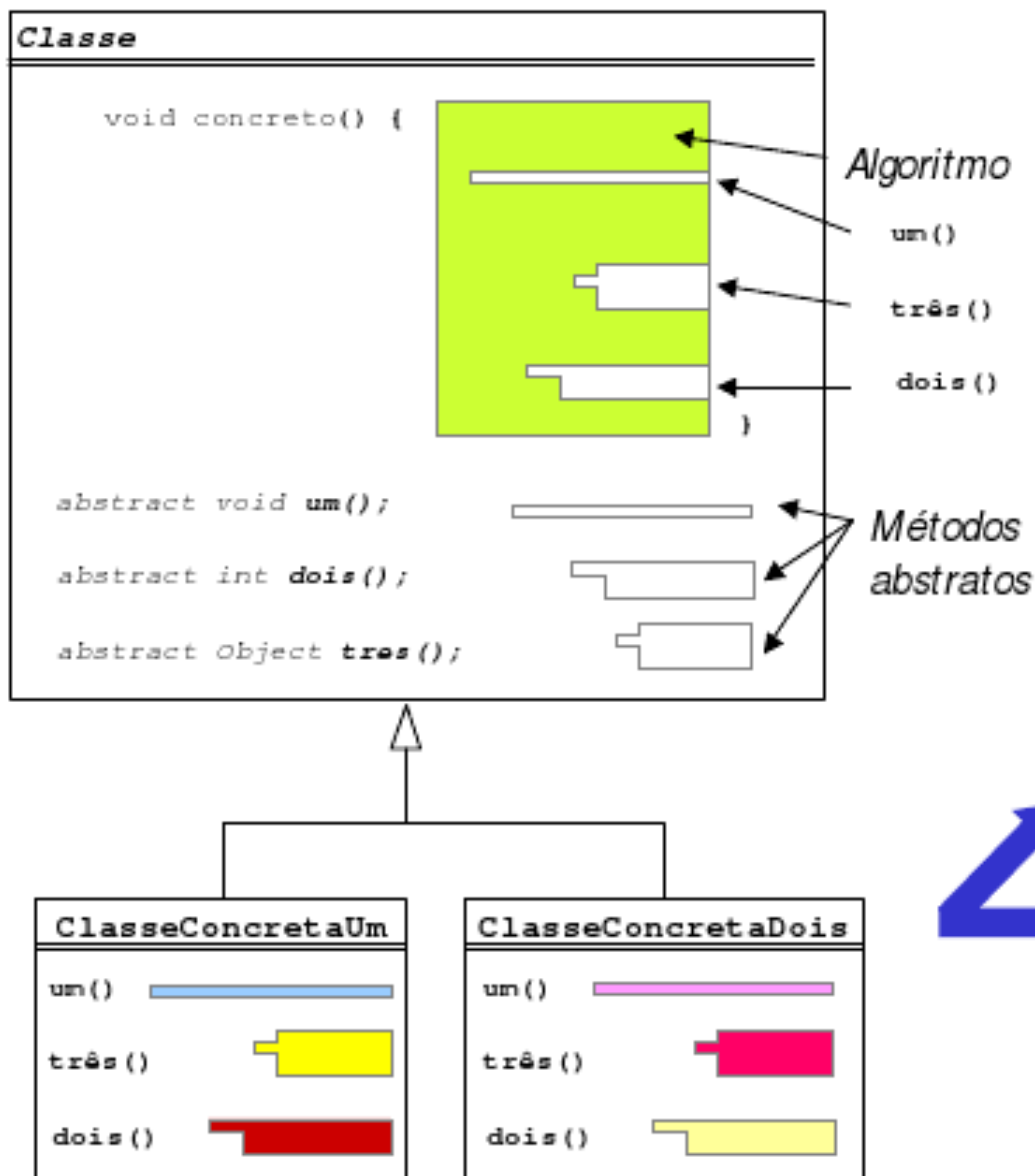 Classe
void concreto() {
Algoritmo
um()
três()
dois()
}
abstract void um();
abstract int dois();
abstract Object tres();
Métodos
abstratos
ClasseConcretaUm
um()
três()
dois()
ClasseConcretaDois
um()
três()
dois()